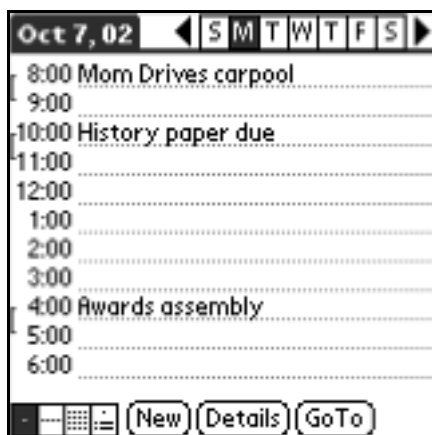 Oct 7, 02 S M T W T F S
8:00 Mom Drives carpool
9:00
10:00 History paper due
11:00
12:00
1:00
2:00
3:00
4:00 Awards assembly
5:00
6:00
New Details GoTo